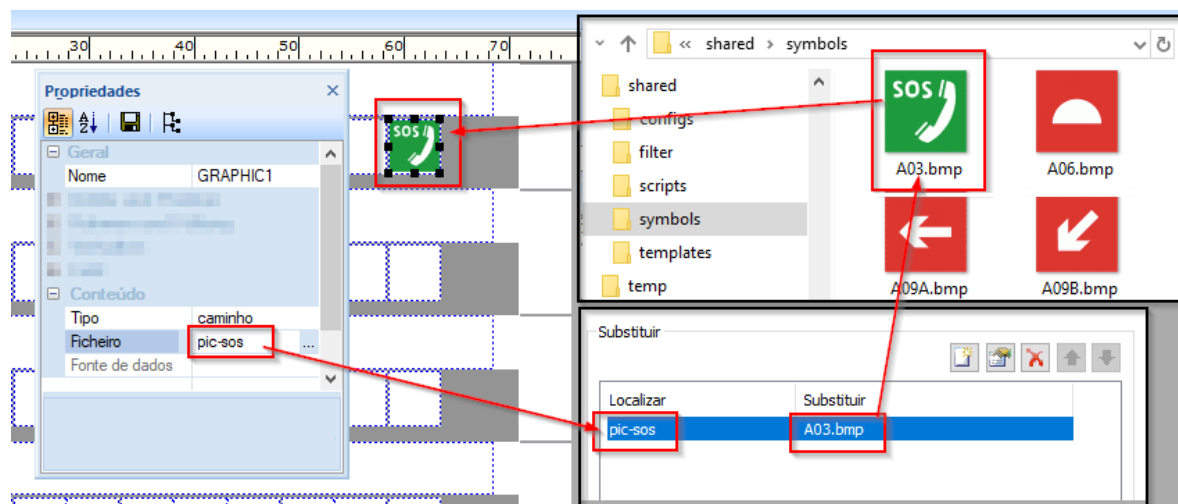 30 40 50 60 70
Propriedades
Geral
Nome GRAPHIC1
Conteúdo
Tipo caminho
Ficheiro pic-sos ...
Fonte de dados
SOS
« shared > symbols
shared
configs
filter
scripts
symbols
templates
temp
SOS
A03.bmp A06.bmp
A09A.bmp A09B.bmp
Substituir
Localizar Substituir
pic-sos A03.bmp